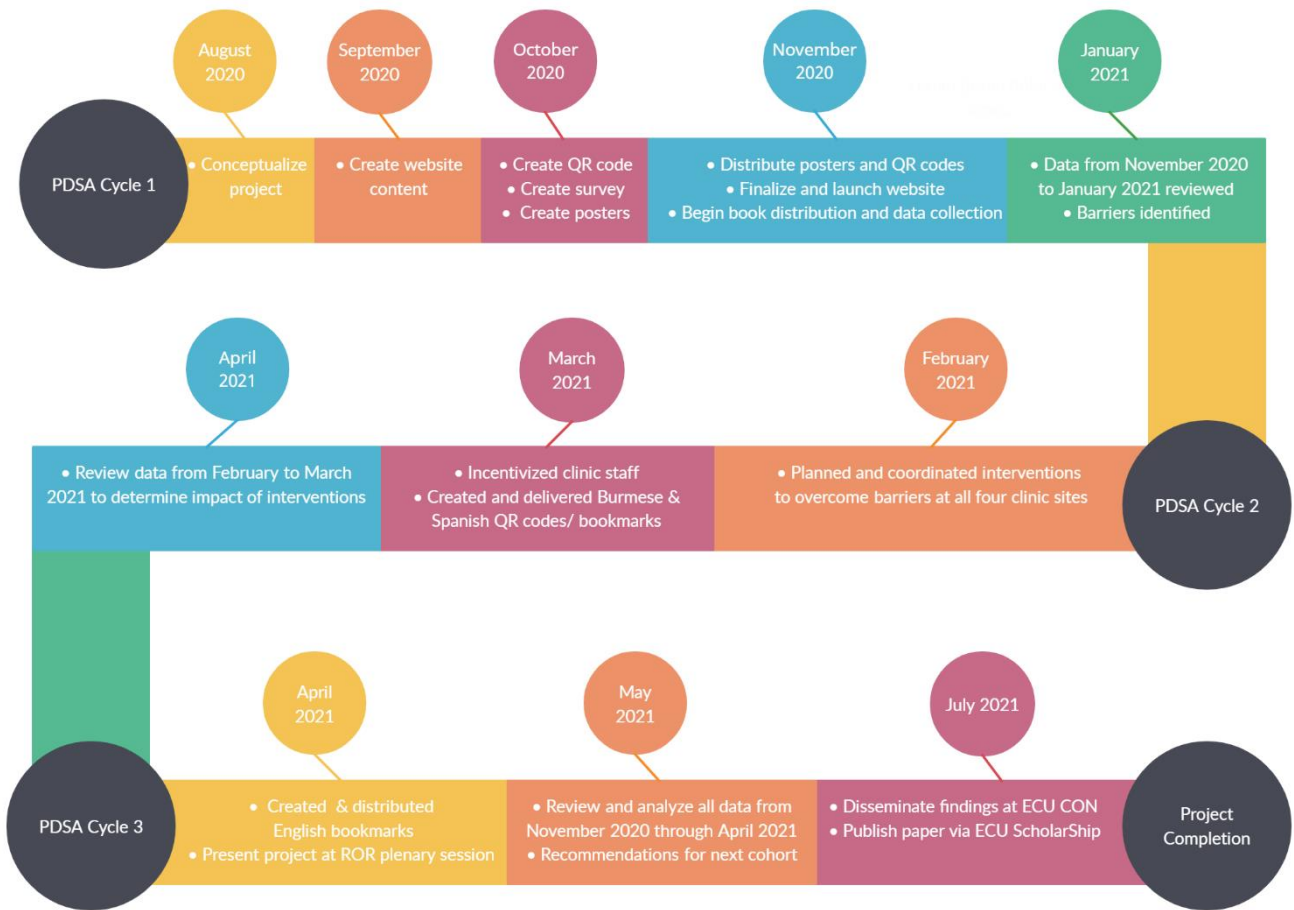 August
2020
September
2020
October
2020
November
2020
January
2021
PDSA Cycle 1
• Conceptualize
project
• Create website
content
• Create QR code
• Create survey
• Create posters
• Distribute posters and QR codes
• Finalize and launch website
• Begin book distribution and data collection
• Data from November 2020
to January 2021 reviewed
• Barriers identified
April
2021
March
2021
February
2021
• Review data from February to March
2021 to determine impact of interventions
• Incentivized clinic staff
• Created and delivered Burmese &
Spanish QR codes/ bookmarks
• Planned and coordinated interventions
to overcome barriers at all four clinic sites
PDSA Cycle 2
April
2021
May
2021
July 2021
PDSA Cycle 3
• Created & distributed
English bookmarks
• Present project at ROR plenary session
• Review and analyze all data from
November 2020 through April 2021
• Recommendations for next cohort
• Disseminate findings at ECU CON
• Publish paper via ECU ScholarShip
Project
Completion